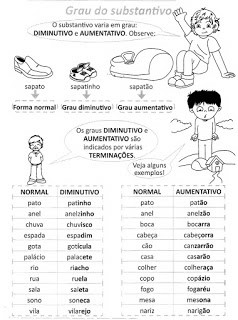 Grau do substantivo
O substantivo varia em grau:
DIMINUTIVO e AUMENTATIVO. Observe:
sapato sapatinho sapatão
Forma normal Grau diminutivo Grau aumentativo
Os graus DIMINUTIVO e
AUMENTATIVO são
indicados por várias
TERMINAÇÕES.
Veja alguns
exemplos!
NORMAL DIMINUTIVO NORMAL AUMENTATIVO
pato patinho pato patão
anel anelzinho anel anelzão
chuva chuvisco boca bocarra
espada espadim cabeça cabeçorra
gota gotícula cão canzarrão
palácio palacete casa casarão
rio riacho colher colheraça
rua ruela copo copázio
sala saleta fogo fogaréu
sono soneca mesa mesona
vila vilarejo nariz narigão